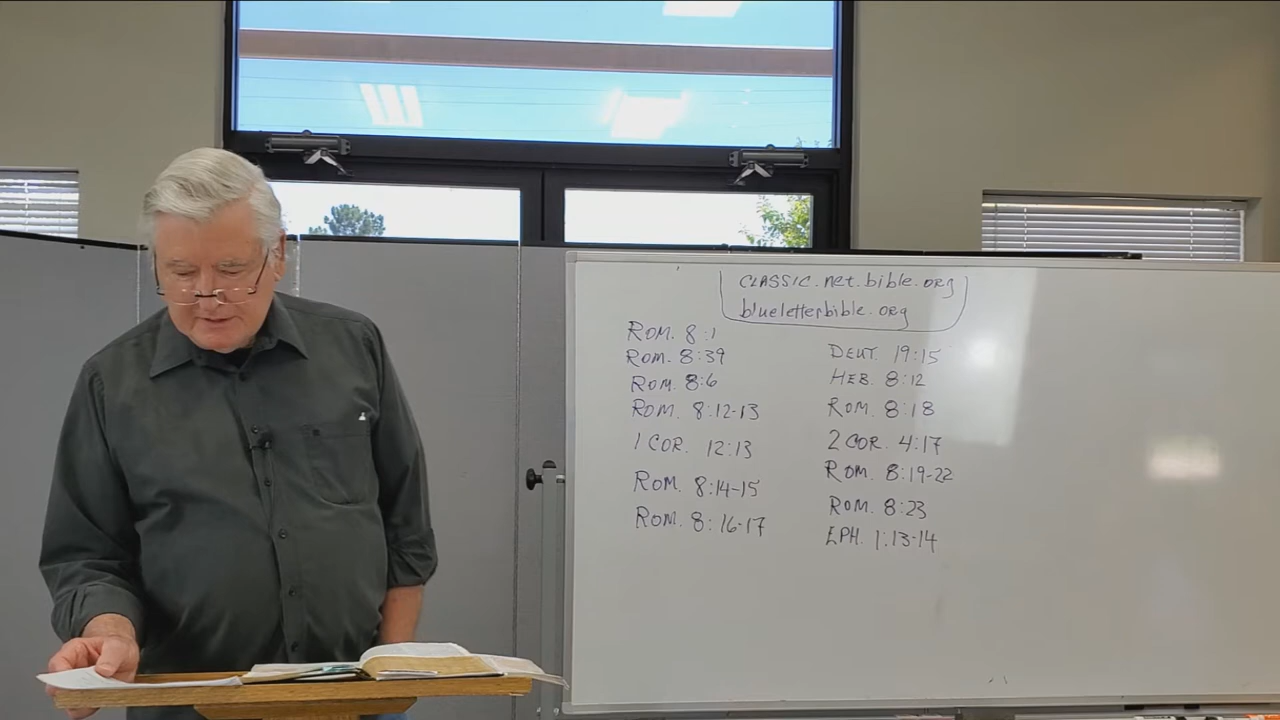 CLASSIC.net.bible.org
blueletterbible.org
ROM. 8:1
ROM. 8:39
ROM. 8:6
ROM. 8:12-13
1 COR. 12:13
ROM. 8:14-15
ROM. 8:16-17
DEUT. 19:15
HEB. 8:12
ROM. 8:18
2 COR. 4:17
ROM. 8:19-22
ROM. 8:23
EPH. 1:13-14